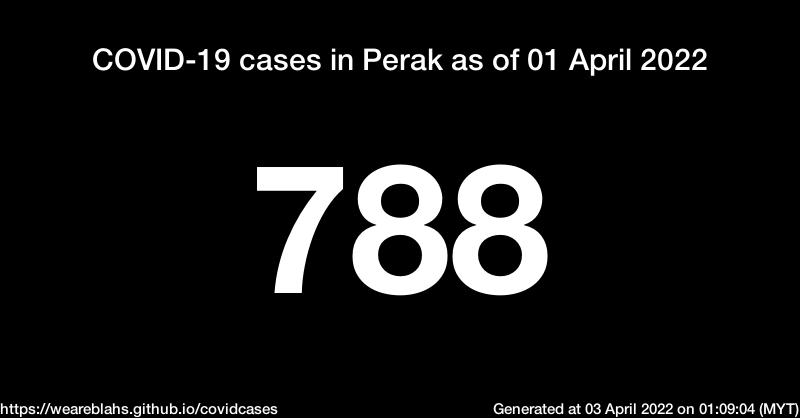 COVID-19 cases in Perak as of 01 April 2022
788
https://weareblahs.github.io/covidcases
Generated at 03 April 2022 on 01:09:04 (MYT)